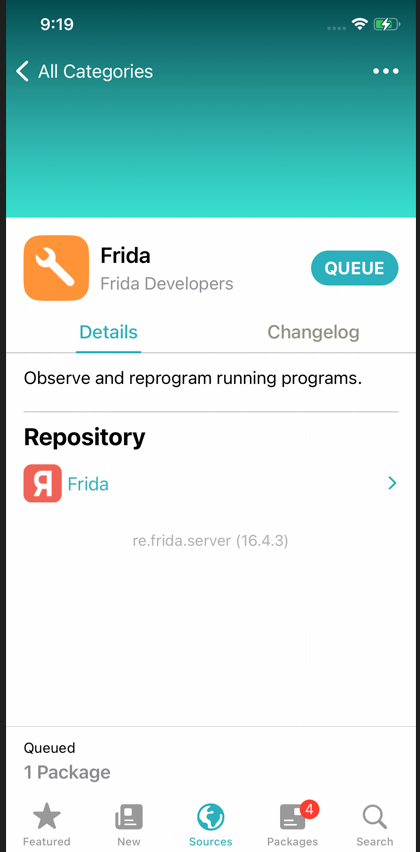 9:19
All Categories
Frida
Frida Developers
QUEUE
Details
Changelog
Observe and reprogram running programs.
Repository
Я
Frida
re.frida.server (16.4.3)
Queued
1 Package
4
Featured
New
Sources
Packages
Search